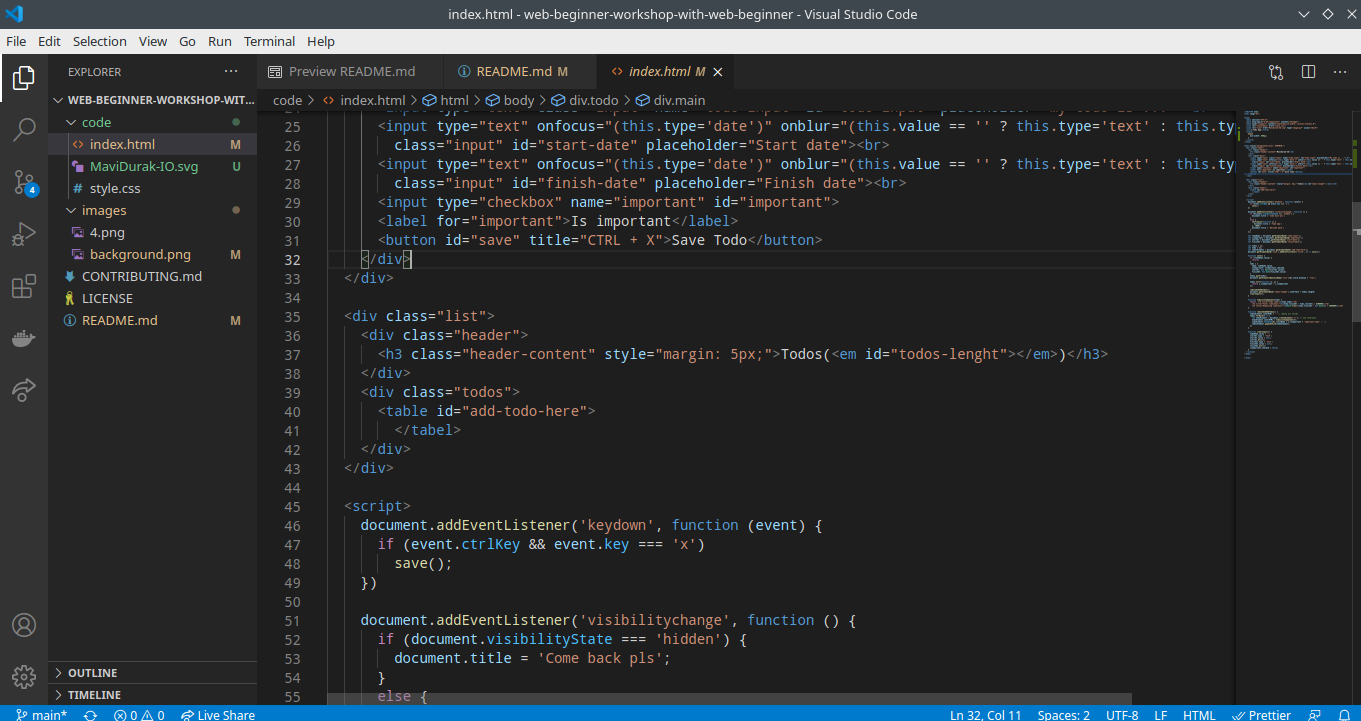 index.html - web-beginner-workshop-with-web-beginner - Visual Studio Code
File Edit Selection View Go Run Terminal Help
EXPLORER ···
WEB-BEGINNER-WORKSHOP-WIT...
code
index.html M
MaviDurak-IO.svg U
# style.css
images
4.png
background.png M
CONTRIBUTING.md
LICENSE
README.md M
OUTLINE
TIMELINE
4
Preview README.md README.md M <> index.html M ···
code > <> index.html > html > body > div.todo > div.main
25 <input type="text" onfocus="(this.type='date')" onblur="(this.value == '' ? this.type='text' : this.ty
26 class="input" id="start-date" placeholder="Start date"><br>
27 <input type="text" onfocus="(this.type='date')" onblur="(this.value == '' ? this.type='text' : this.ty
28 class="input" id="finish-date" placeholder="Finish date"><br>
29 <input type="checkbox" name="important" id="important">
30 <label for="important">Is important</label>
31 <button id="save" title="CTRL + X">Save Todo</button>
32 </div>
33 </div>
34
35 <div class="list">
36 <div class="header">
37 <h3 class="header-content" style="margin: 5px;">Todos(<em id="todos-lenght"></em>)</h3>
38 </div>
39 <div class="todos">
40 <table id="add-todo-here">
41 </tabel>
42 </div>
43 </div>
44
45 <script>
46 document.addEventListener('keydown', function (event) {
47 if (event.ctrlKey && event.key === 'x')
48 save();
49 })
50
51 document.addEventListener('visibilitychange', function () {
52 if (document.visibilityState === 'hidden') {
53 document.title = 'Come back pls';
54 }
55 else {
main* 0 0 Live Share Ln 32, Col 11 Spaces: 2 UTF-8 LF HTML Prettier